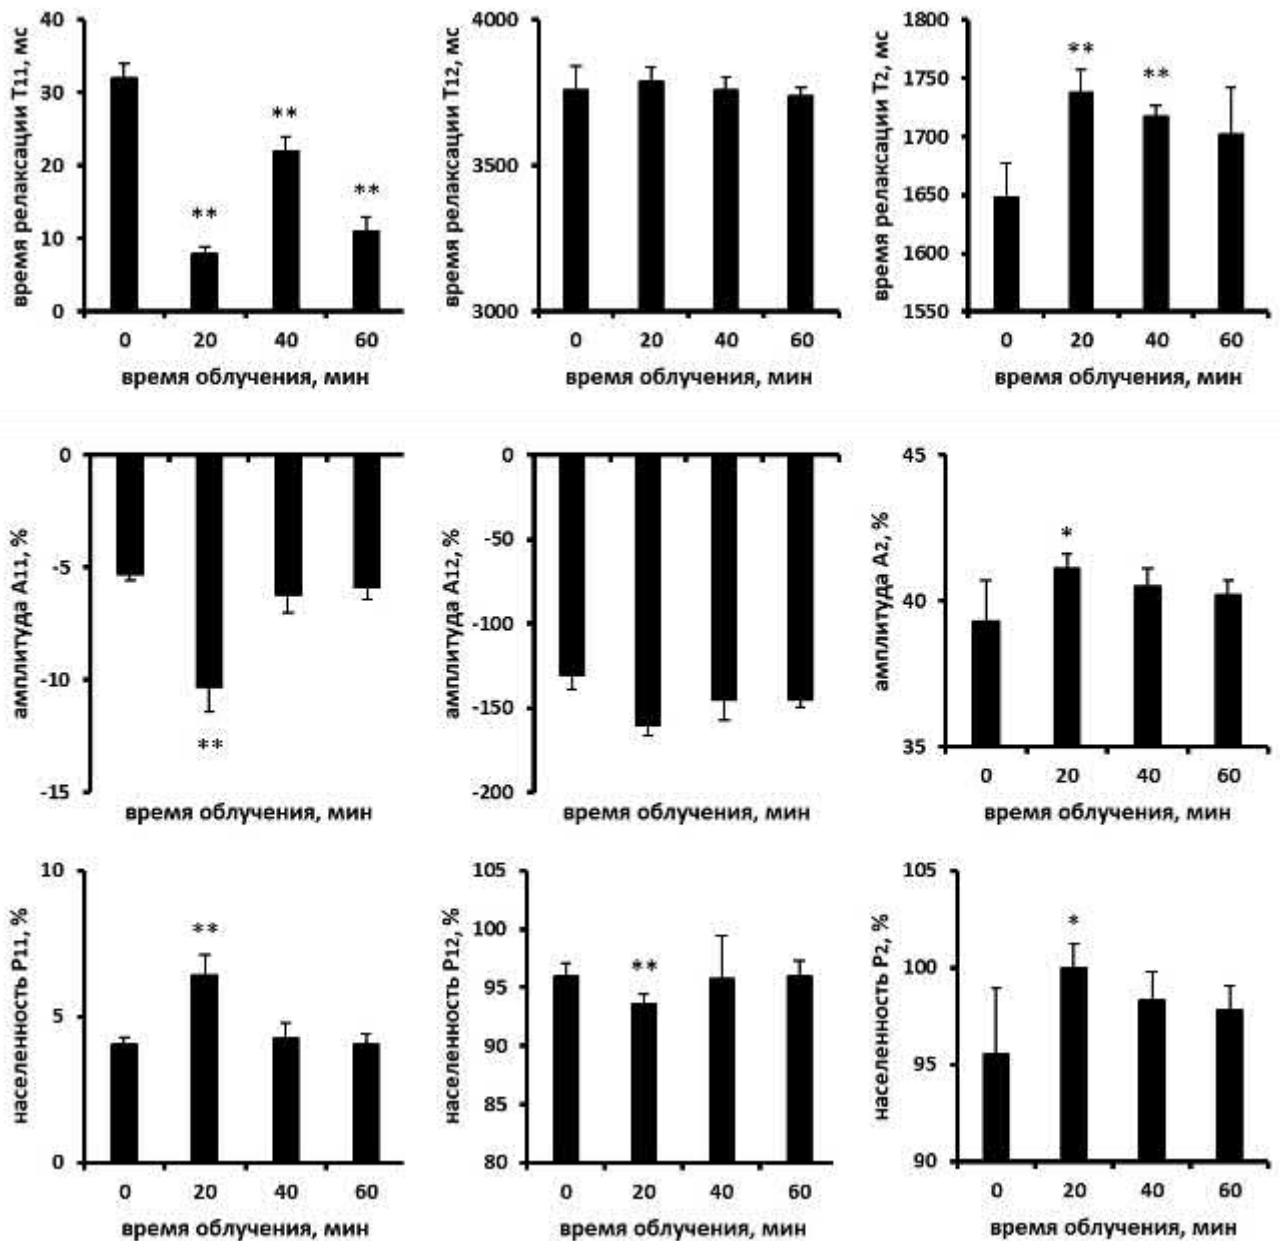 время релаксации T11, мс
40
30
20
10
0
**
**
**
0 20 40 60
время облучения, мин
время релаксации T12, мс
4000
3500
3000
0 20 40 60
время облучения, мин
время релаксации T2, мс
1800
1750
1700
1650
1600
1550
**
**
0 20 40 60
время облучения, мин
амплитуда A11, %
0
-5
-10
-15
**
время облучения, мин
амплитуда A12, %
0
-50
-100
-150
-200
время облучения, мин
амплитуда A2, %
45
40
35
*
0 20 40 60
время облучения, мин
населенность P11, %
10
5
0
**
0 20 40 60
время облучения, мин
населенность P12, %
105
100
95
90
85
80
**
0 20 40 60
время облучения, мин
населенность P2, %
105
100
95
90
*
0 20 40 60
время облучения, мин